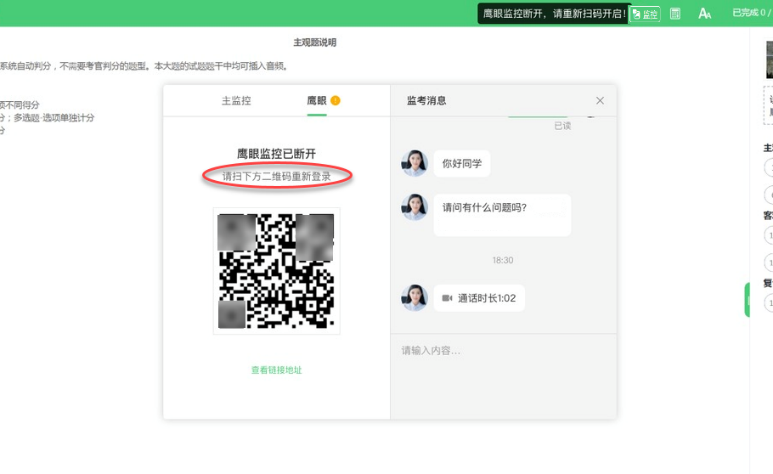 鹰眼监控断开，请重新扫码开启!
监控
AA
已完成 0 /
主观题说明
系统自动判分，不需要考官判分的题型。本大题的试题题干中均可插入音频。
项不同得分
分：多选题 选项单独计分
分
主监控
鹰眼
鹰眼监控已断开
请扫下方二维码重新登录
查看链接地址
监考消息
已读
你好同学
请问有什么问题吗?
18:30
通话时长1:02
请输入内容...
主
客
复